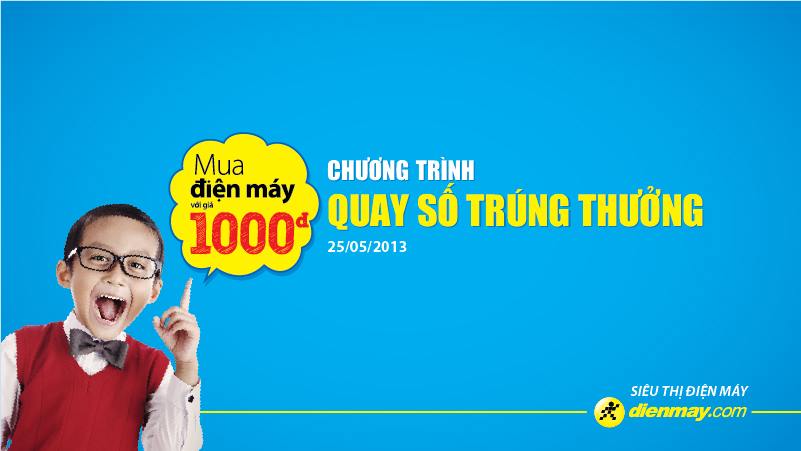 Mua
điện máy
với giá
1000đ
CHƯƠNG TRÌNH
QUAY SỐ TRÚNG THƯỞNG
25/05/2013
SIÊU THỊ ĐIỆN MÁY
dienmay.com